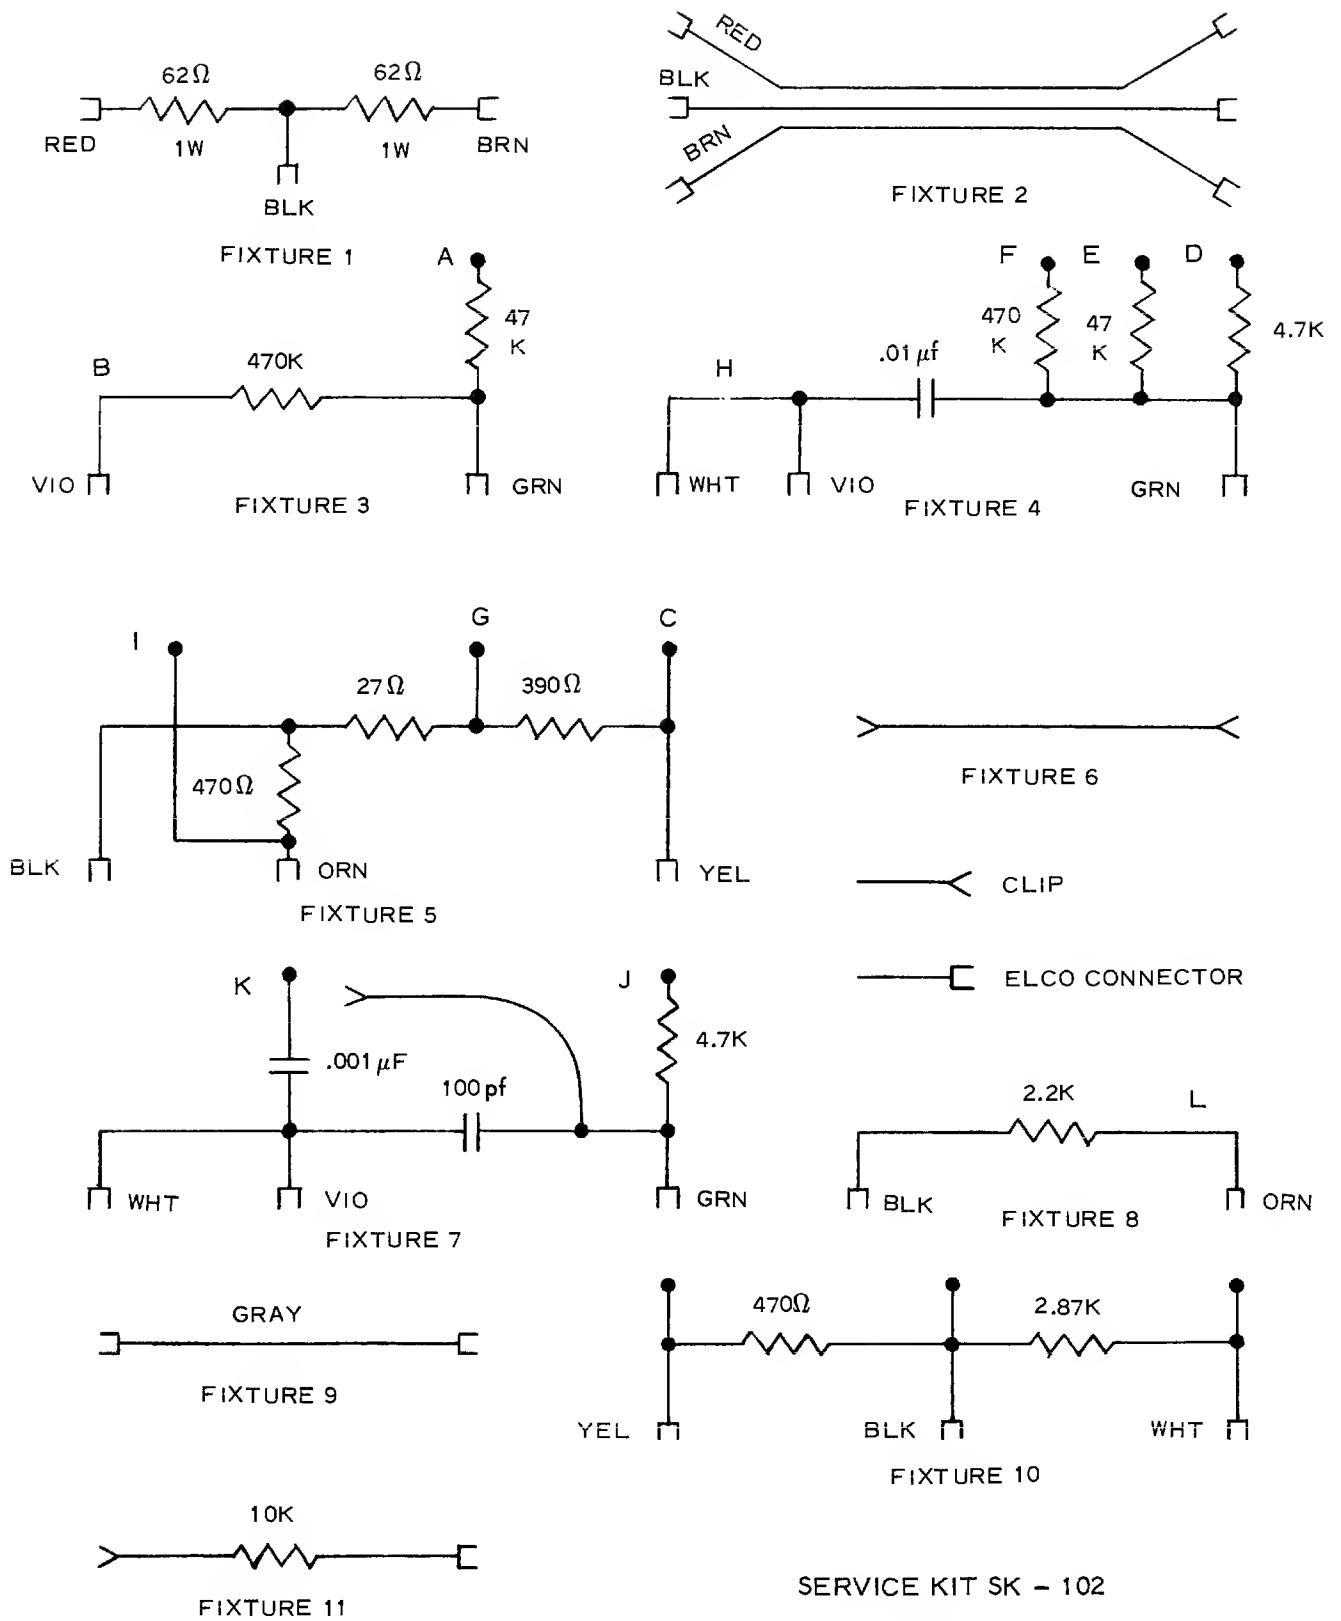 RED
62Ω
62Ω
BLK
RED
1W
1W
BRN
BRN
BLK
FIXTURE 2
FIXTURE 1
A
F
E
D
47
K
470
K
47
K
4.7K
B
470K
H
.01 µf
VIO
GRN
WHT
VIO
GRN
FIXTURE 3
FIXTURE 4
I
G
C
27Ω
390Ω
470Ω
FIXTURE 6
BLK
ORN
YEL
CLIP
FIXTURE 5
K
J
ELCO CONNECTOR
.001 µF
4.7K
100 pf
2.2K
L
WHT
VIO
GRN
BLK
ORN
FIXTURE 7
FIXTURE 8
GRAY
470Ω
2.87K
FIXTURE 9
YEL
BLK
WHT
FIXTURE 10
10K
FIXTURE 11
SERVICE KIT SK - 102